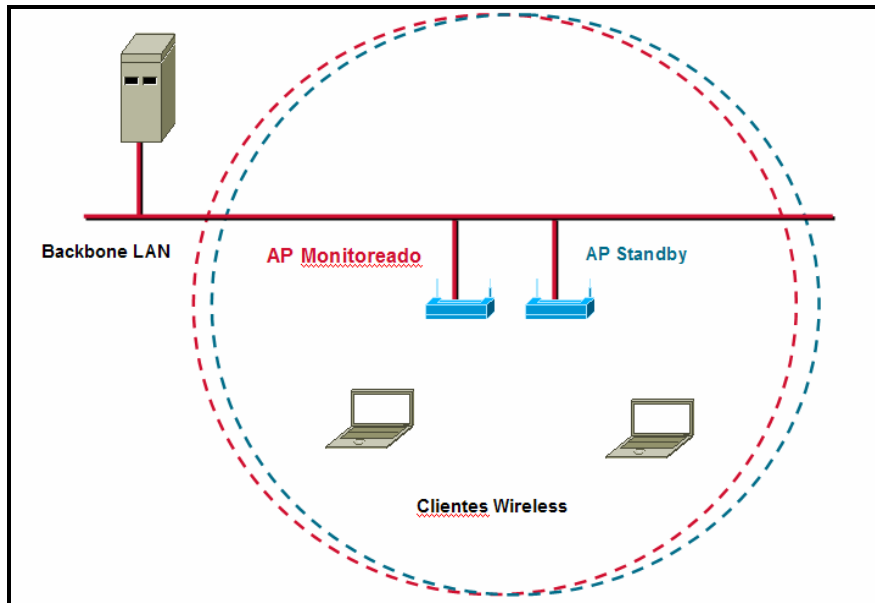 Backbone LAN
AP Monitoreado
AP Standby
Clientes Wireless